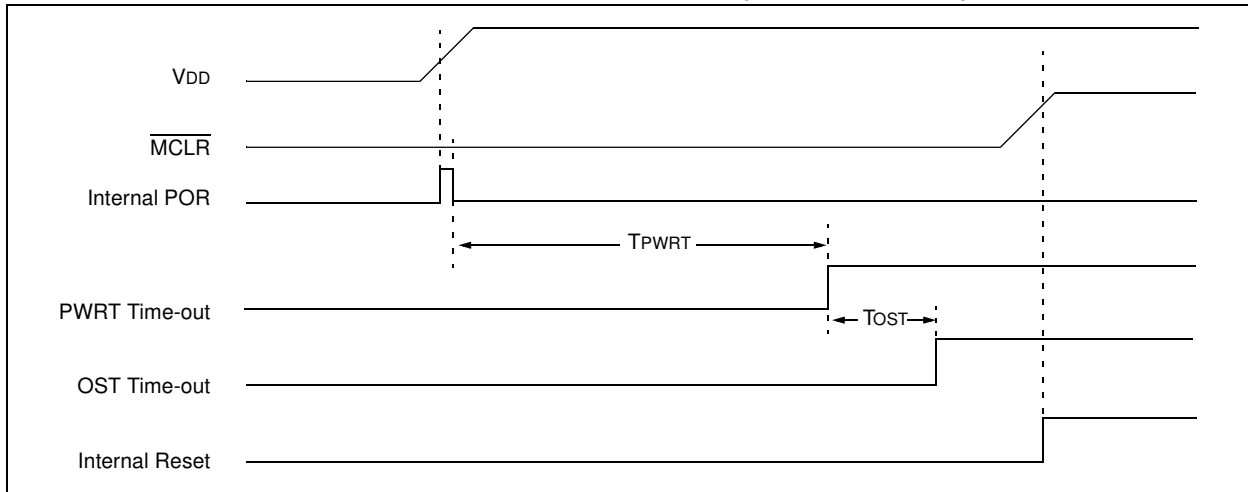 VDD
MCLR
Internal POR
TPWRT
PWRT Time-out
TOST
OST Time-out
Internal Reset